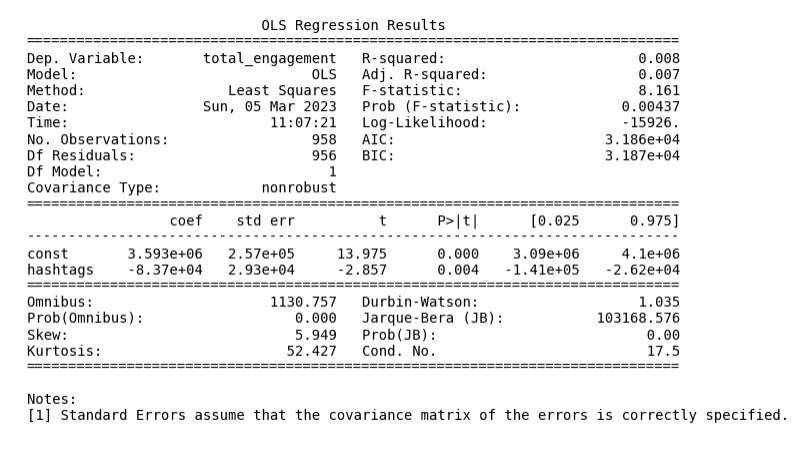 OLS Regression Results
==============================================================================
Dep. Variable:       total_engagement   R-squared:                       0.008
Model:                            OLS   Adj. R-squared:                  0.007
Method:                 Least Squares   F-statistic:                     8.161
Date:                Sun, 05 Mar 2023   Prob (F-statistic):            0.00437
Time:                        11:07:21   Log-Likelihood:                -15926.
No. Observations:                 958   AIC:                         3.186e+04
Df Residuals:                     956   BIC:                         3.187e+04
Df Model:                           1
Covariance Type:            nonrobust
==============================================================================
                 coef    std err          t      P>|t|      [0.025      0.975]
------------------------------------------------------------------------------
const       3.593e+06   2.57e+05     13.975      0.000    3.09e+06     4.1e+06
hashtags    -8.37e+04   2.93e+04     -2.857      0.004   -1.41e+05   -2.62e+04
==============================================================================
Omnibus:                     1130.757   Durbin-Watson:                   1.035
Prob(Omnibus):                  0.000   Jarque-Bera (JB):           103168.576
Skew:                           5.949   Prob(JB):                         0.00
Kurtosis:                      52.427   Cond. No.                         17.5
==============================================================================

Notes:
[1] Standard Errors assume that the covariance matrix of the errors is correctly specified.